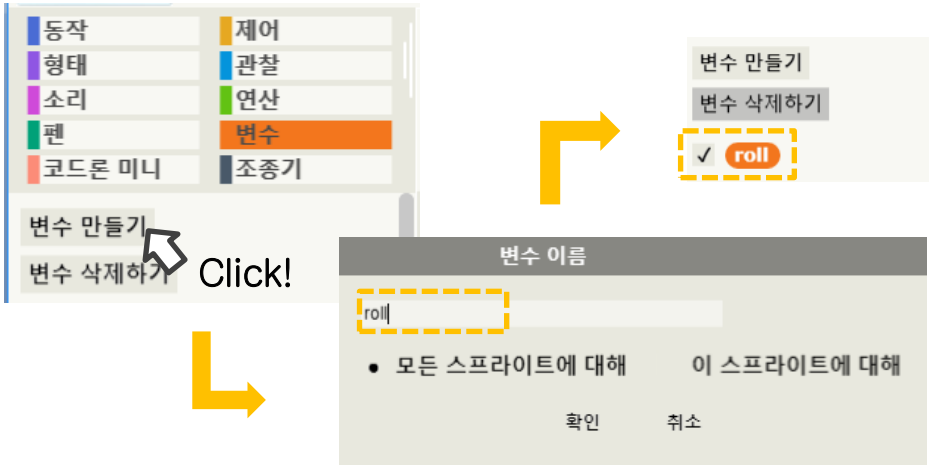 동작 제어
형태 관찰
소리 연산
펜 변수
코드론 미니 조종기
변수 만들기
변수 삭제하기
Click!
변수 이름
roll
모든 스프라이트에 대해 이 스프라이트에 대해
확인 취소
변수 만들기
변수 삭제하기
✓ roll